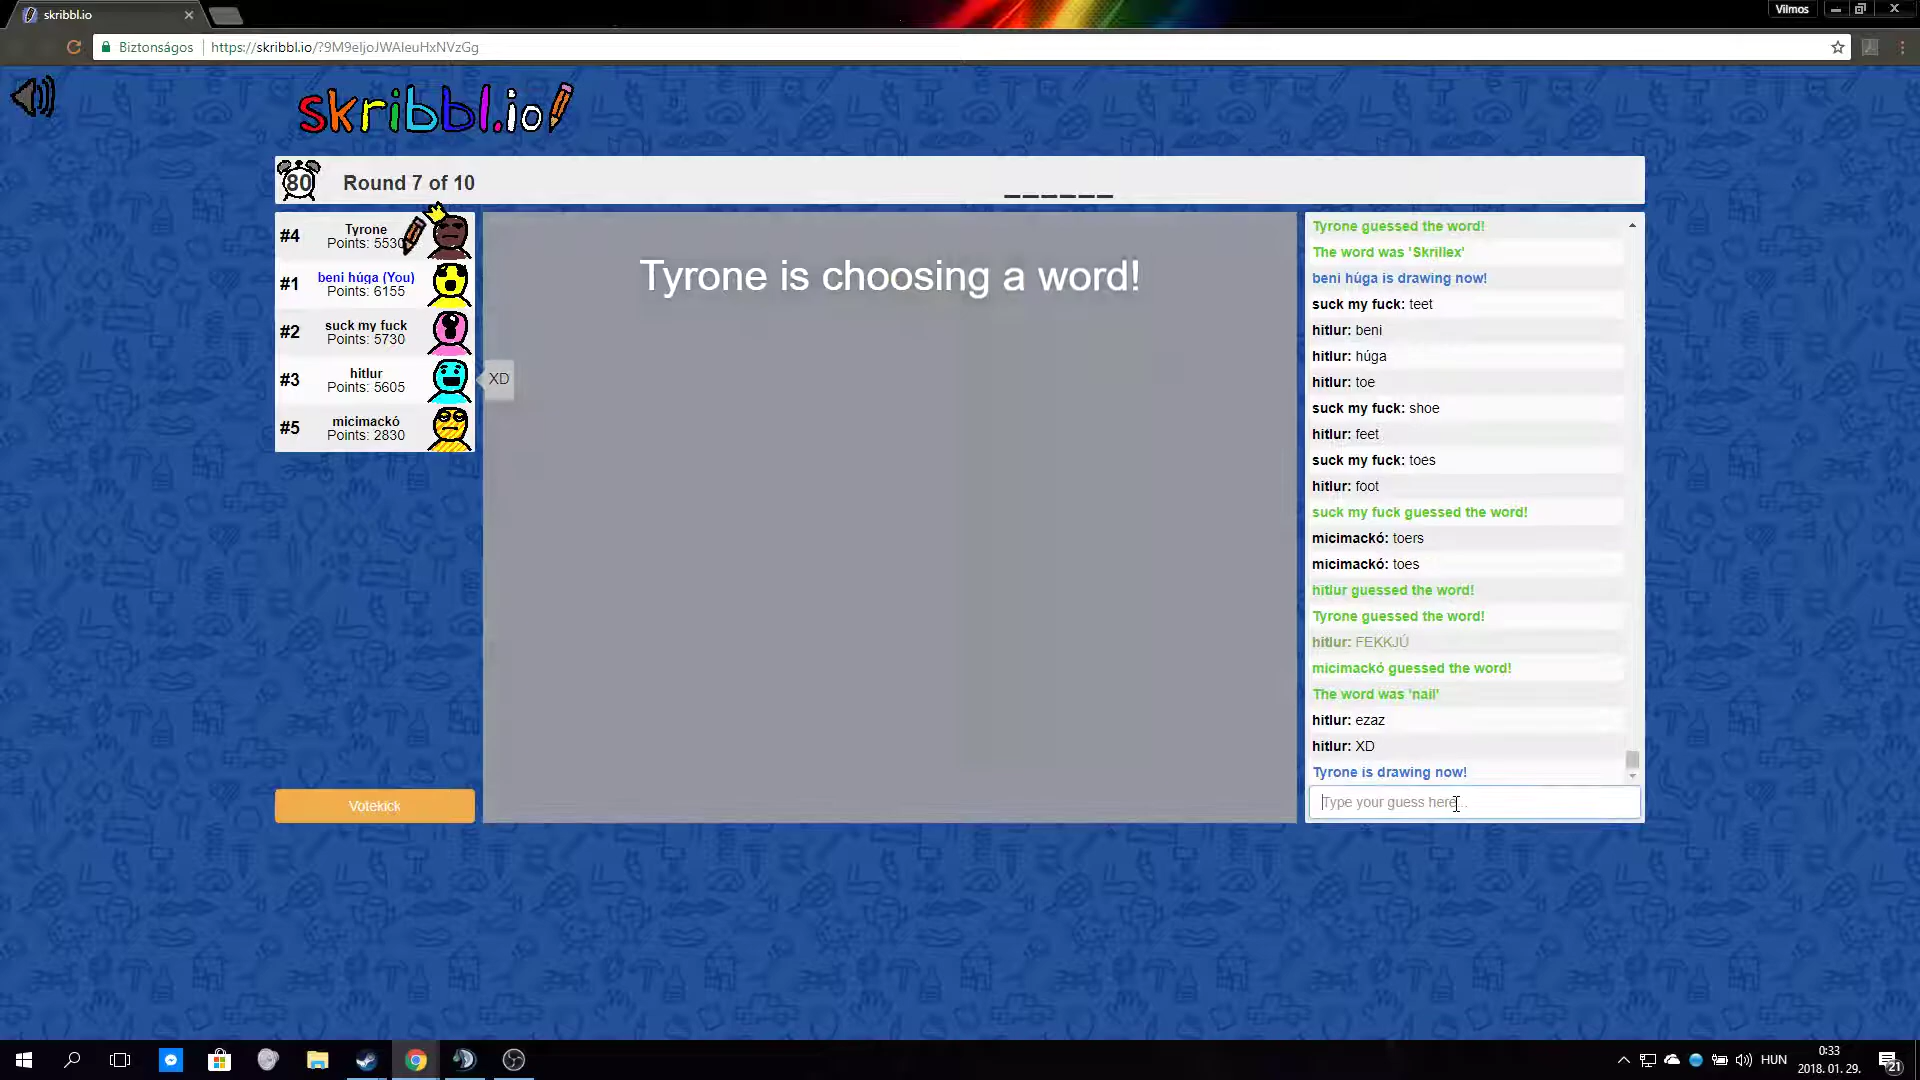 skribbl.io
Vilmos
Biztonságos
https://skribbl.io/?9M9eljoJWAleuHxNVzGg
skribbl.io
80
Round 7 of 10
______
#4
Tyrone
Points: 5530
#1
beni húga (You)
Points: 6155
#2
suck my fuck
Points: 5730
#3
hitlur
Points: 5605
XD
#5
micimackó
Points: 2830
Votekick
Tyrone is choosing a word!
Tyrone guessed the word!
The word was 'Skrillex'
beni húga is drawing now!
suck my fuck: teet
hitlur: beni
hitlur: húga
hitlur: toe
suck my fuck: shoe
hitlur: feet
suck my fuck: toes
hitlur: foot
suck my fuck guessed the word!
micimackó: toers
micimackó: toes
hitlur guessed the word!
Tyrone guessed the word!
hitlur: FEKKJÚ
micimackó guessed the word!
The word was 'nail'
hitlur: ezaz
hitlur: XD
Tyrone is drawing now!
Type your guess here...
HUN
0:33
2018. 01. 29.
21